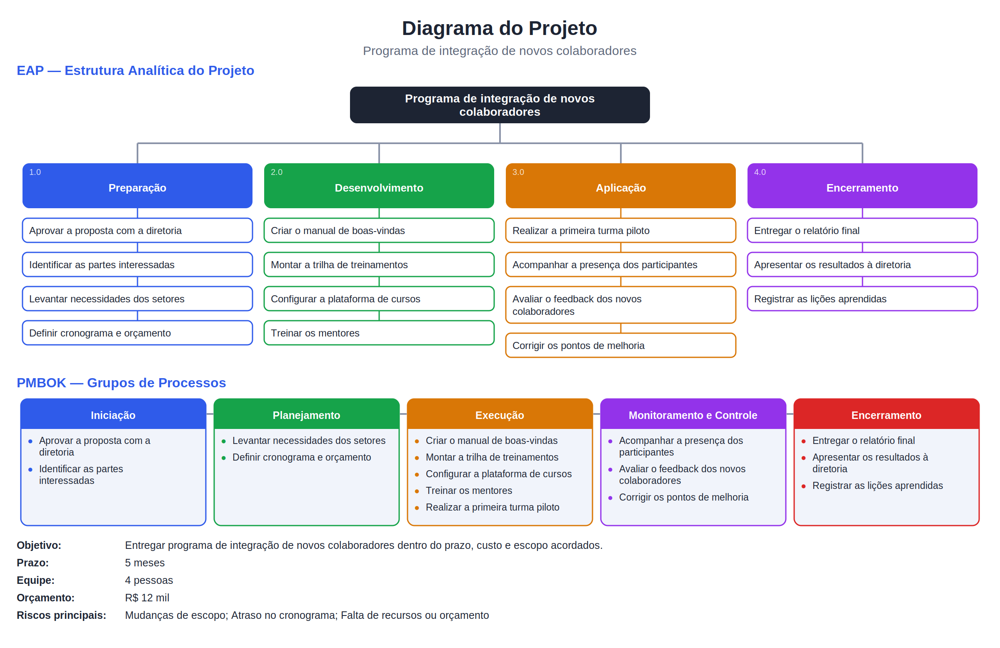 Diagrama do Projeto
Programa de integração de novos colaboradores
EAP — Estrutura Analítica do Projeto
Programa de integração de novos
colaboradores
1.0
Preparação
Aprovar a proposta com a diretoria
Identificar as partes interessadas
Levantar necessidades dos setores
Definir cronograma e orçamento
2.0
Desenvolvimento
Criar o manual de boas-vindas
Montar a trilha de treinamentos
Configurar a plataforma de cursos
Treinar os mentores
3.0
Aplicação
Realizar a primeira turma piloto
Acompanhar a presença dos participantes
Avaliar o feedback dos novos
colaboradores
Corrigir os pontos de melhoria
4.0
Encerramento
Entregar o relatório final
Apresentar os resultados à diretoria
Registrar as lições aprendidas
PMBOK — Grupos de Processos
Iniciação
Aprovar a proposta com a
diretoria
Identificar as partes
interessadas
Planejamento
Levantar necessidades dos setores
Definir cronograma e orçamento
Execução
Criar o manual de boas-vindas
Montar a trilha de treinamentos
Configurar a plataforma de cursos
Treinar os mentores
Realizar a primeira turma piloto
Monitoramento e Controle
Acompanhar a presença dos
participantes
Avaliar o feedback dos novos
colaboradores
Corrigir os pontos de melhoria
Encerramento
Entregar o relatório final
Apresentar os resultados à
diretoria
Registrar as lições aprendidas
Objetivo: Entregar programa de integração de novos colaboradores dentro do prazo, custo e escopo acordados.
Prazo: 5 meses
Equipe: 4 pessoas
Orçamento: R$ 12 mil
Riscos principais: Mudanças de escopo; Atraso no cronograma; Falta de recursos ou orçamento